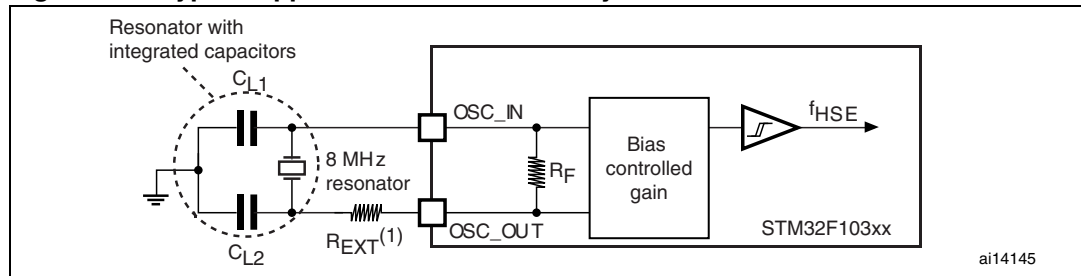 Resonator with
integrated capacitors
CL1
OSC_IN
fHSE
8 MHz
resonator
RF
Bias
controlled
gain
REXT(1)
OSC_OUT
STM32F103xx
CL2
ai14145